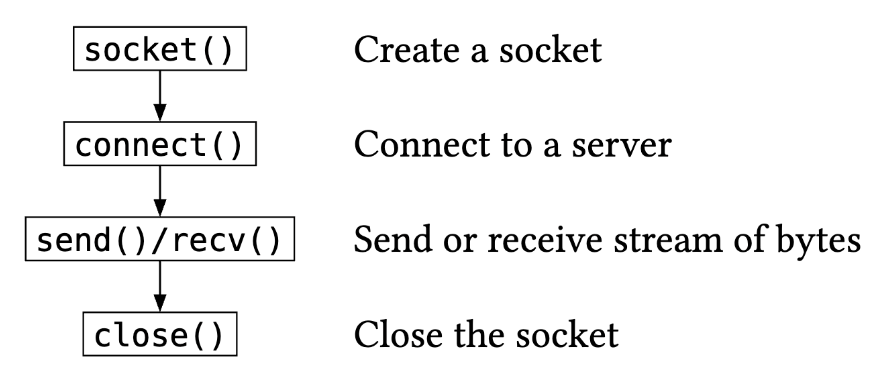 socket() Create a socket
connect() Connect to a server
send()/recv() Send or receive stream of bytes
close() Close the socket